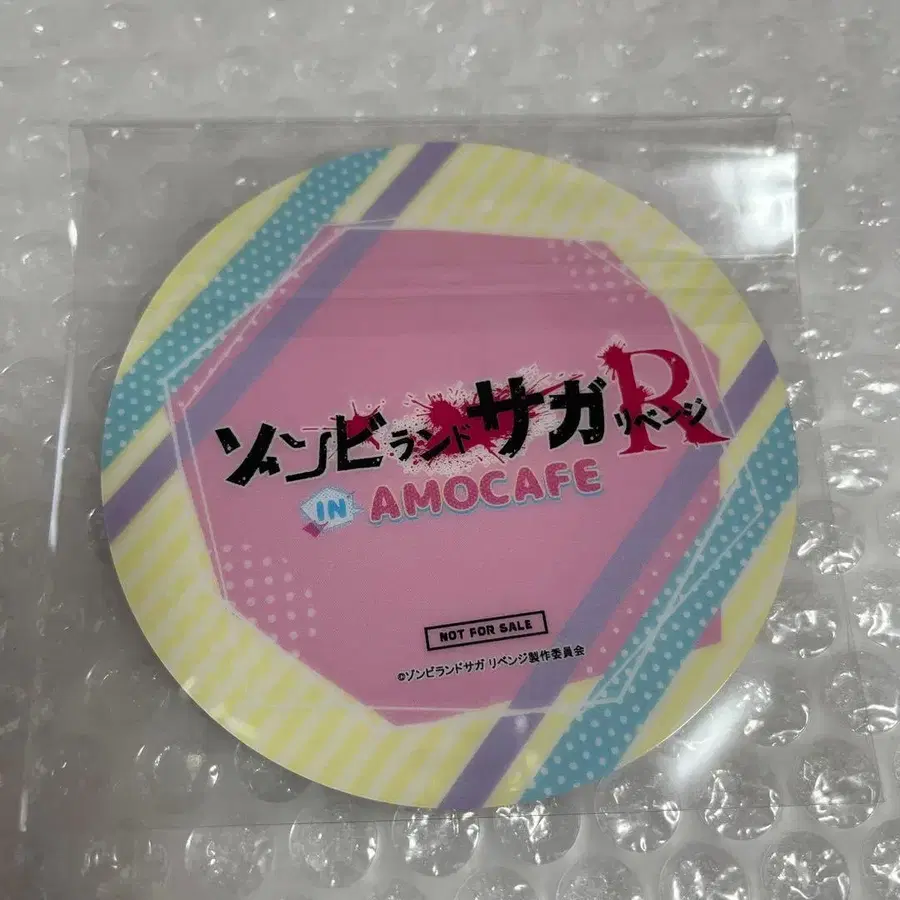 ゾンビランドサガRリベンジ
IN AMOCAFE
NOT FOR SALE
©ゾンビランドサガ リベンジ製作委員会